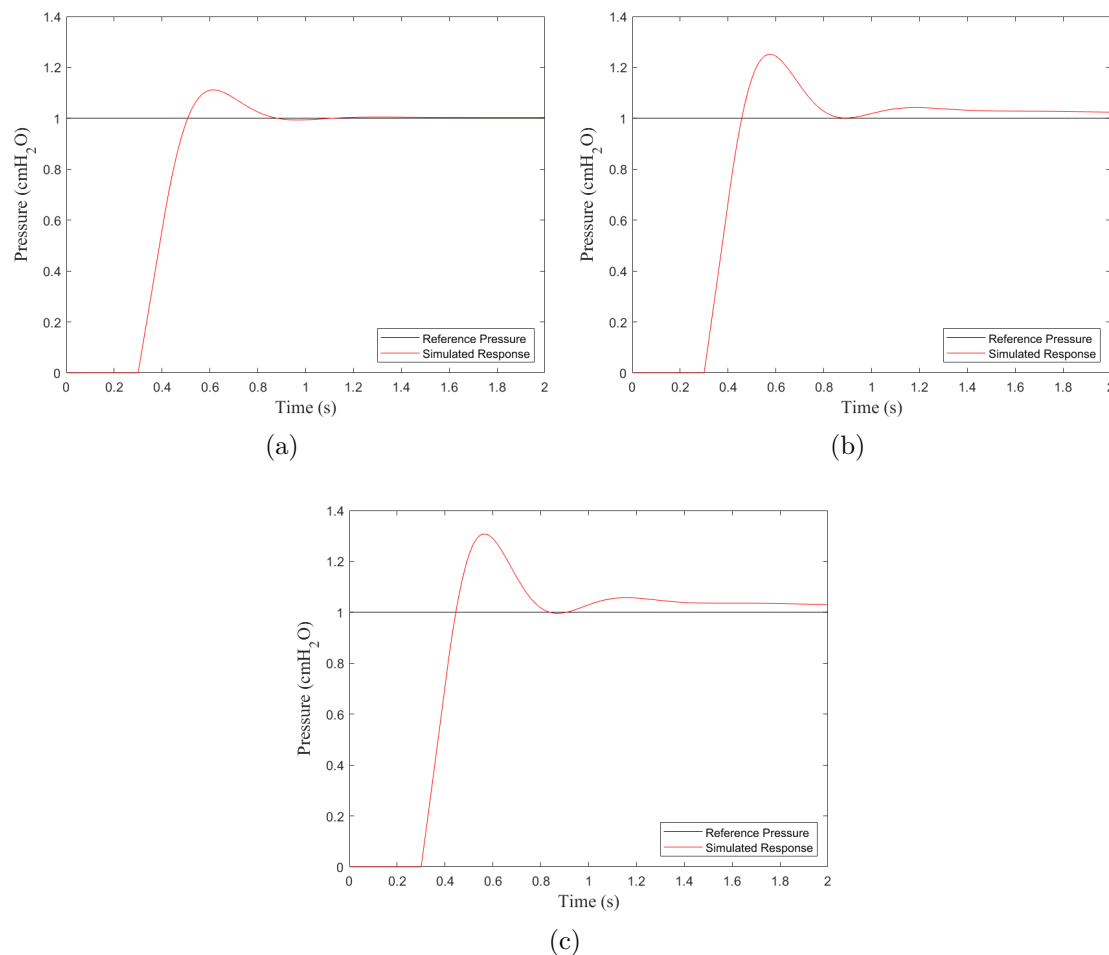 1.4
1.2
1
0.8
0.6
0.4
0.2
0
Pressure (cmH2O)
0 0.2 0.4 0.6 0.8 1 1.2 1.4 1.6 1.8 2
Time (s)
Reference Pressure
Simulated Response
(a)
1.4
1.2
1
0.8
0.6
0.4
0.2
0
Pressure (cmH2O)
0 0.2 0.4 0.6 0.8 1 1.2 1.4 1.6 1.8 2
Time (s)
Reference Pressure
Simulated Response
(b)
1.4
1.2
1
0.8
0.6
0.4
0.2
0
Pressure (cmH2O)
0 0.2 0.4 0.6 0.8 1 1.2 1.4 1.6 1.8 2
Time (s)
Reference Pressure
Simulated Response
(c)